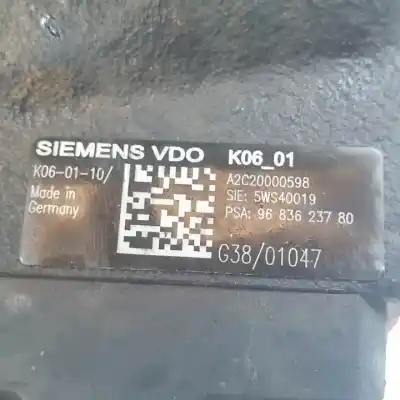 SIEMENS VDO K06_01
K06-01-10/ A2C20000598
Made in SIE: 5WS40019
Germany PSA: 96 836 237 80
G38/01047